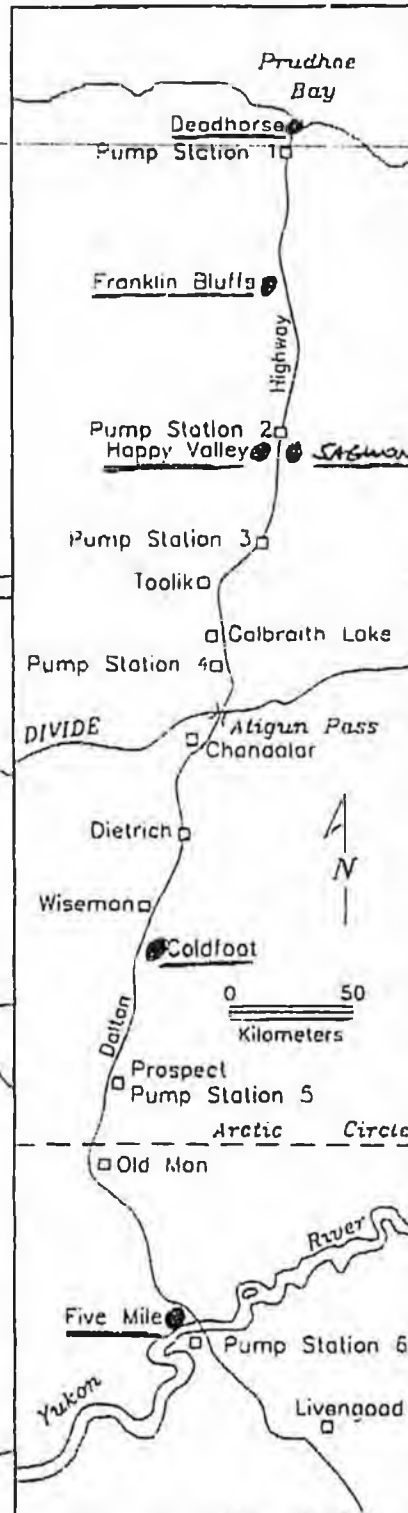 Prudhoe
Bay
Deadhorse
Pump Station 1
Franklin Bluffs
Highway
Pump Station 2
Happy Valley
SAGWON
Pump Station 3
Toolik
Galbraith Lake
Pump Station 4
DIVIDE
Atigun Pass
Chandalar
Dietrich
N
Wiseman
Coldfoot
0 50
Kilometers
Dalton
Prospect
Pump Station 5
Arctic Circle
Old Man
River
Five Mile
Pump Station 6
Yukon
Livengood